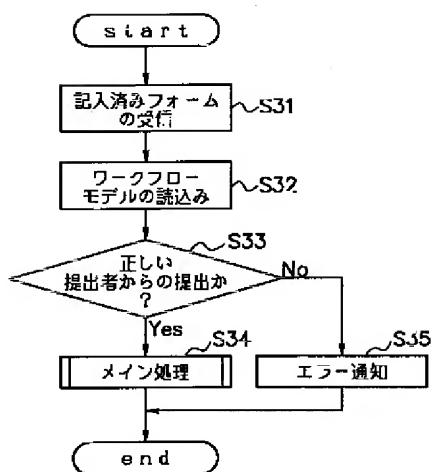 start
記入済みフォーム
の受信
S31
ワークフロー
モデルの読込み
S32
S33
正しい
提出者からの提出か
?
No
Yes
S34
S35
メイン処理
エラー通知
end